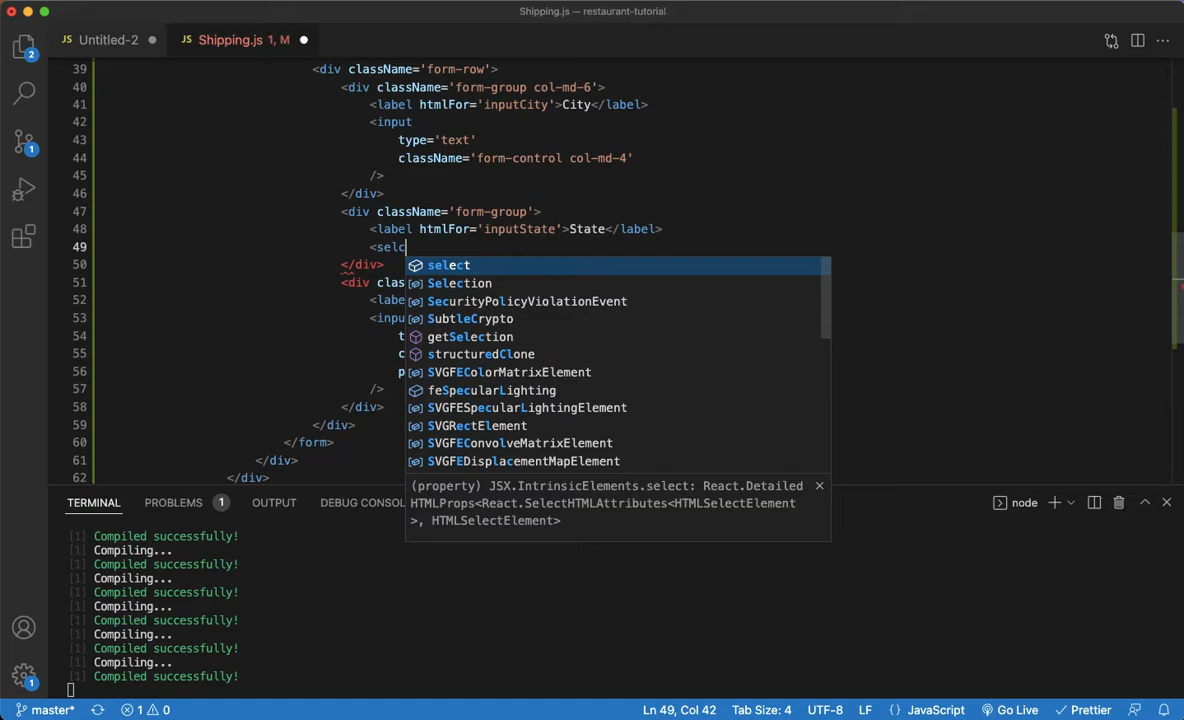 Shipping.js — restaurant-tutorial
JS Untitled-2
JS Shipping.js 1, M
39 <div className='form-row'>
40 <div className='form-group col-md-6'>
41 <label htmlFor='inputCity'>City</label>
42 <input
43 type='text'
44 className='form-control col-md-4'
45 />
46 </div>
47 <div className='form-group'>
48 <label htmlFor='inputState'>State</label>
49 <selc
50 </div>
51 <div clas
52 <labe
53 <inpu
54 t
55 c
56 p
57 />
58 </div>
59 </div>
60 </form>
61 </div>
62 </div>
select
Selection
SecurityPolicyViolationEvent
SubtleCrypto
getSelection
structuredClone
SVGFEColorMatrixElement
feSpecularLighting
SVGFESpecularLightingElement
SVGRectElement
SVGFEConvolveMatrixElement
SVGFEDisplacementMapElement
(property) JSX.IntrinsicElements.select: React.Detailed
HTMLProps<React.SelectHTMLAttributes<HTMLSelectElement
>, HTMLSelectElement>
2
1
1
TERMINAL PROBLEMS 1 OUTPUT DEBUG CONSOL node
[1] Compiled successfully!
[1] Compiling...
[1] Compiled successfully!
[1] Compiling...
[1] Compiled successfully!
[1] Compiling...
[1] Compiled successfully!
[1] Compiling...
[1] Compiled successfully!
[1] Compiling...
[1] Compiled successfully!
master* 1 0 Ln 49, Col 42 Tab Size: 4 UTF-8 LF {} JavaScript Go Live Prettier